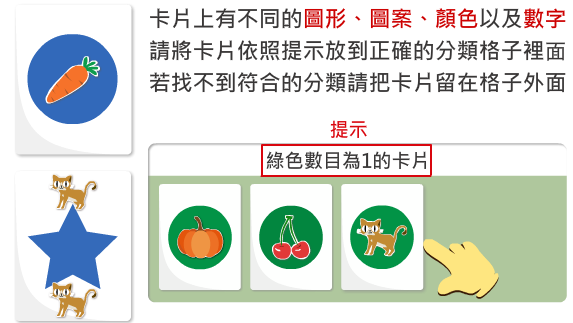 卡片上有不同的圖形、圖案、顏色以及數字
請將卡片依照提示放到正確的分類格子裡面
若找不到符合的分類請把卡片留在格子外面
提示
綠色數目為1的卡片